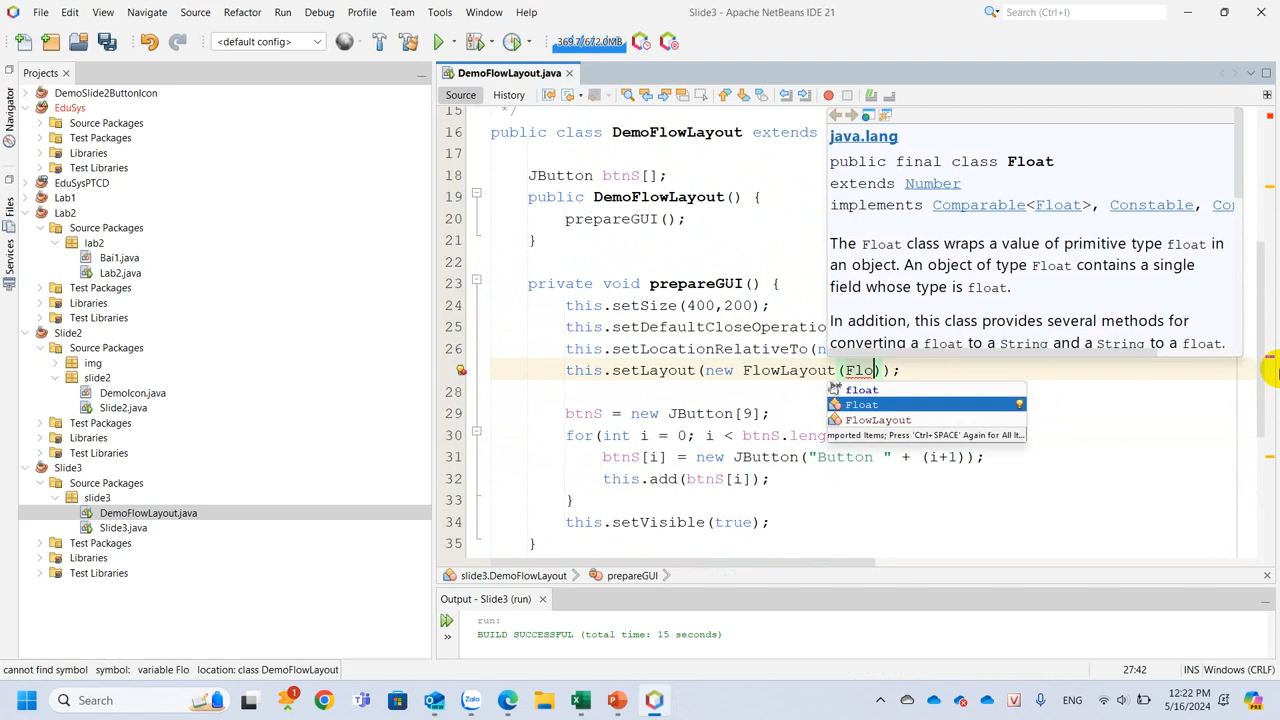 File Edit View Navigate Source Refactor Run Debug Profile Team Tools Window Help
Slide3 - Apache NetBeans IDE 21
Search (Ctrl+I)
<default config>
369.7/672.0MB
Projects
DemoFlowLayout.java
Navigator
Files
Services
DemoSlide2ButtonIcon
EduSys
Source Packages
Test Packages
Libraries
Test Libraries
EduSysPTCD
Lab1
Lab2
Source Packages
lab2
Bai1.java
Lab2.java
Test Packages
Libraries
Test Libraries
Slide2
Source Packages
img
slide2
DemoIcon.java
Slide2.java
Test Packages
Libraries
Test Libraries
Slide3
Source Packages
slide3
DemoFlowLayout.java
Slide3.java
Test Packages
Libraries
Test Libraries
Source History
15 */
16 public class DemoFlowLayout extends
17
18 JButton btnS[];
19 public DemoFlowLayout() {
20 prepareGUI();
21 }
22
23 private void prepareGUI() {
24 this.setSize(400,200);
25 this.setDefaultCloseOperatio
26 this.setLocationRelativeTo(n
27 this.setLayout(new FlowLayout(Flo));
28
29 btnS = new JButton[9];
30 for(int i = 0; i < btnS.leng
31 btnS[i] = new JButton("Button " + (i+1));
32 this.add(btnS[i]);
33 }
34 this.setVisible(true);
35 }
java.lang
public final class Float
extends Number
implements Comparable<Float>, Constable, Co
The Float class wraps a value of primitive type float in
an object. An object of type Float contains a single
field whose type is float.
In addition, this class provides several methods for
converting a float to a String and a String to a float.
float
Float
FlowLayout
mported Items; Press 'Ctrl+SPACE' Again for All It...
slide3.DemoFlowLayout
prepareGUI
Output - Slide3 (run)
run:
BUILD SUCCESSFUL (total time: 15 seconds)
cannot find symbol symbol: variable Flo location: class DemoFlowLayout
27:42
INS Windows (CRLF)
Search
1
Zalo
ENG
12:22 PM
5/16/2024